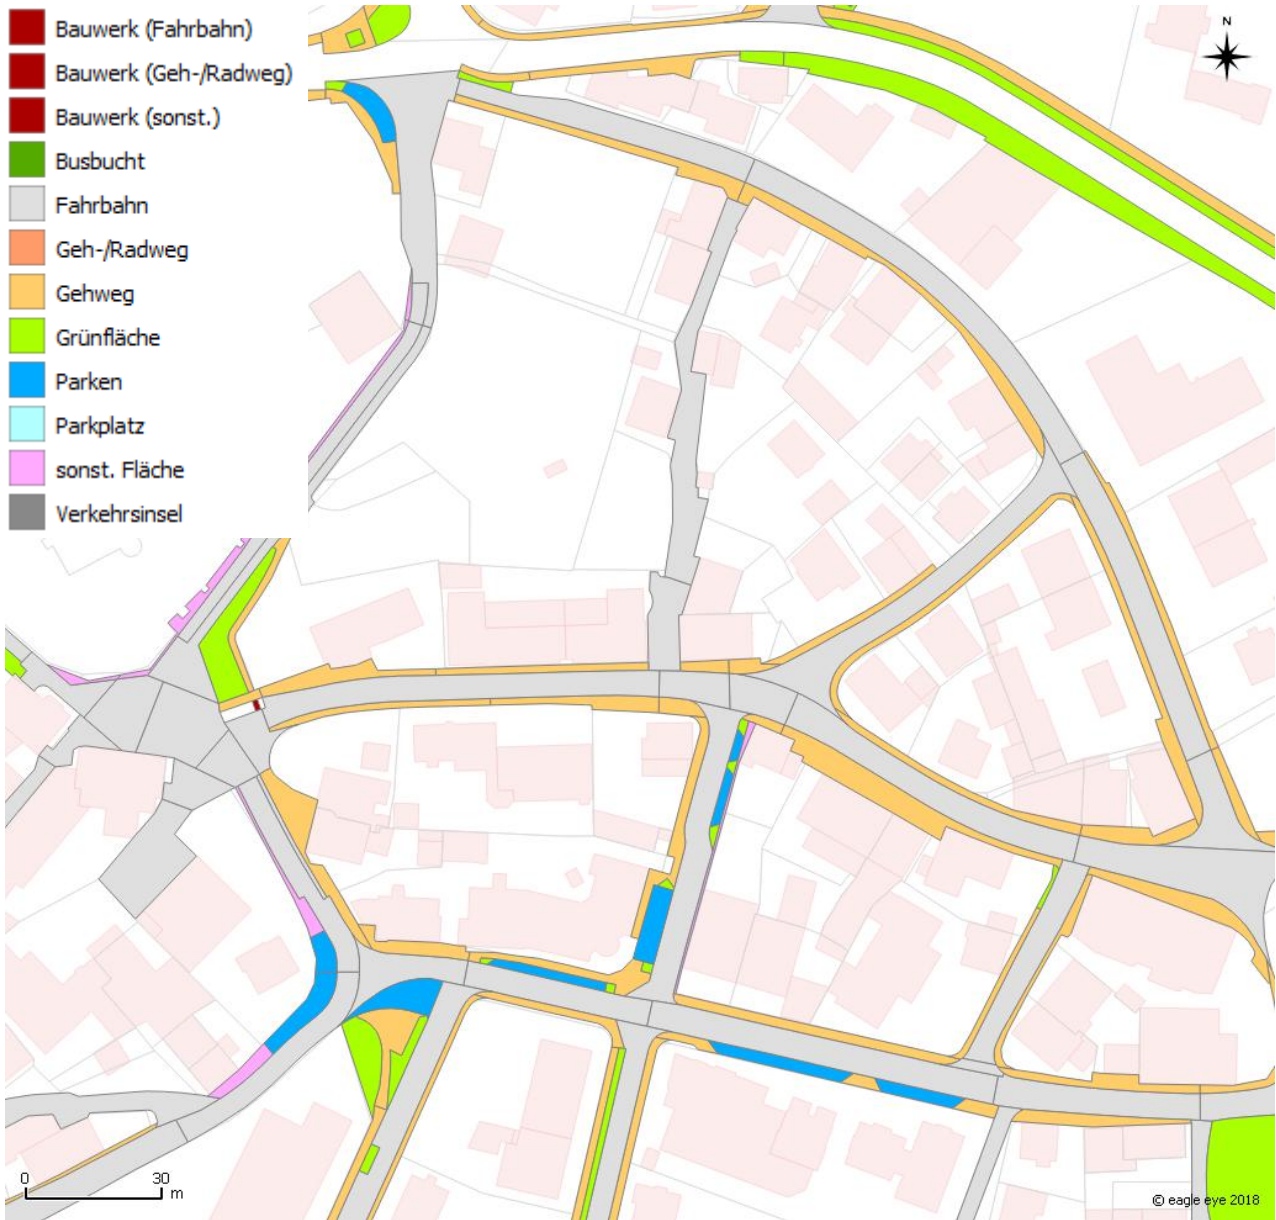 Bauwerk (Fahrbahn)
Bauwerk (Geh-/Radweg)
Bauwerk (sonst.)
Busbucht
Fahrbahn
Geh-/Radweg
Gehweg
Grünfläche
Parken
Parkplatz
sonst. Fläche
Verkehrsinsel
N
0 30
m
© eagle eye 2018